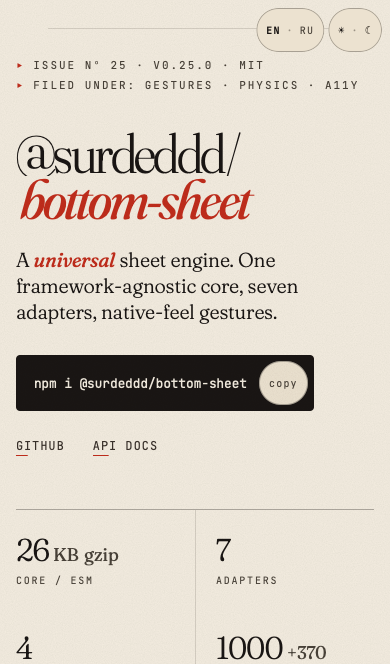 EN · RU
☀ · ☾
▸ ISSUE Nº 25 · V0.25.0 · MIT
▸ FILED UNDER: GESTURES · PHYSICS · A11Y
@surdeddd/
bottom-sheet
A universal sheet engine. One
framework-agnostic core, seven
adapters, native-feel gestures.
npm i @surdeddd/bottom-sheet
copy
GITHUB API DOCS
26 KB gzip
CORE / ESM
7
ADAPTERS
4
1000 +370